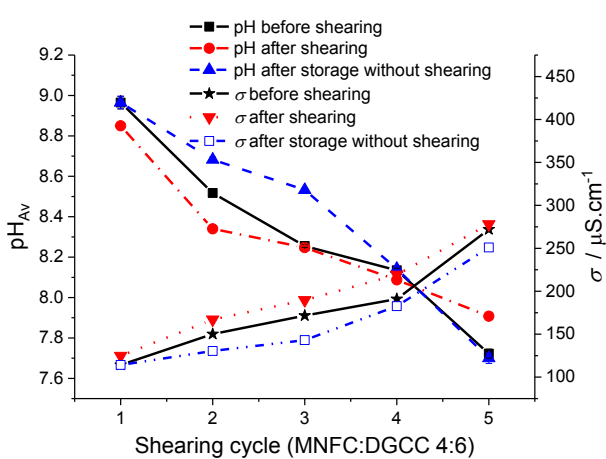 pH before shearing
pH after shearing
pH after storage without shearing
σ before shearing
σ after shearing
σ after storage without shearing
9.2
9.0
8.8
8.6
8.4
8.2
8.0
7.8
7.6
pH_Av
450
400
350
300
250
200
150
100
σ / μS.cm⁻¹
1 2 3 4 5
Shearing cycle (MNFC:DGCC 4:6)